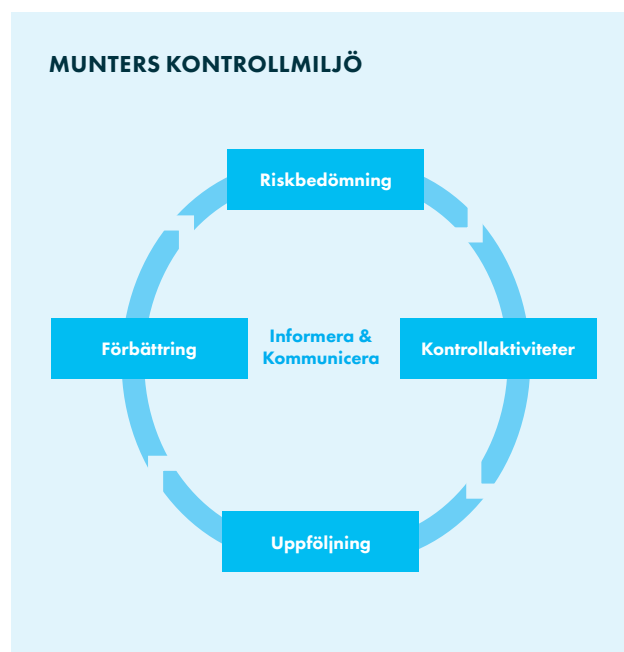 MUNTERS KONTROLLMILJÖ
Riskbedömning
Förbättring
Informera &
Kommunicera
Kontrollaktiviteter
Uppföljning